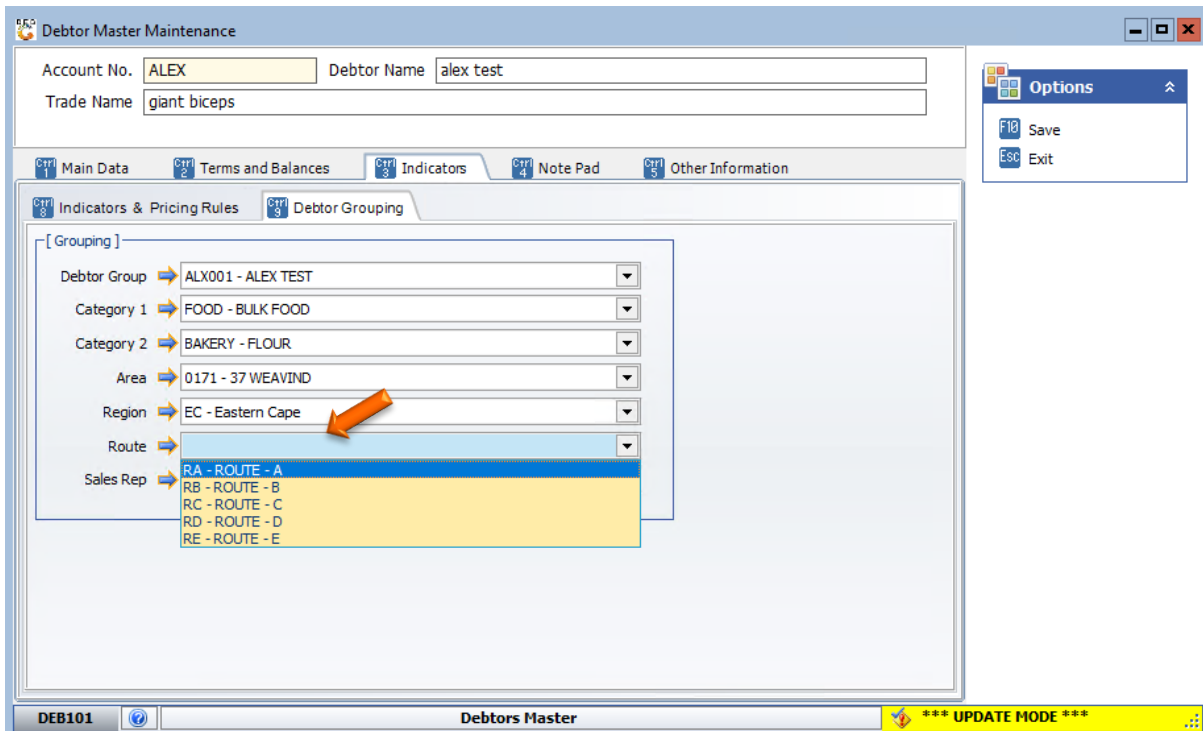 Debtor Master Maintenance
Account No. ALEX Debtor Name alex test
Trade Name giant biceps
Options
F10 Save
Esc Exit
Ctrl 1 Main Data Ctrl 2 Terms and Balances Ctrl 3 Indicators Ctrl 4 Note Pad Ctrl 5 Other Information
Ctrl 8 Indicators & Pricing Rules Ctrl 9 Debtor Grouping
[ Grouping ]
Debtor Group ALX001 - ALEX TEST
Category 1 FOOD - BULK FOOD
Category 2 BAKERY - FLOUR
Area 0171 - 37 WEAVIND
Region EC - Eastern Cape
Route
RA - ROUTE - A
Sales Rep
RB - ROUTE - B
RC - ROUTE - C
RD - ROUTE - D
RE - ROUTE - E
DEB101 Debtors Master *** UPDATE MODE ***